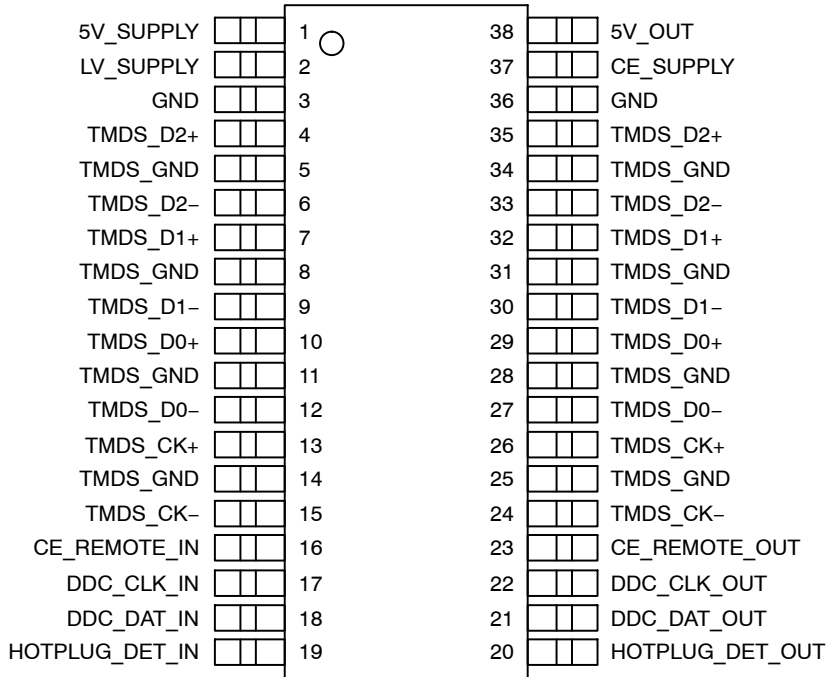 5V_SUPPLY 1 38 5V_OUT
LV_SUPPLY 2 37 CE_SUPPLY
GND 3 36 GND
TMDS_D2+ 4 35 TMDS_D2+
TMDS_GND 5 34 TMDS_GND
TMDS_D2− 6 33 TMDS_D2−
TMDS_D1+ 7 32 TMDS_D1+
TMDS_GND 8 31 TMDS_GND
TMDS_D1− 9 30 TMDS_D1−
TMDS_D0+ 10 29 TMDS_D0+
TMDS_GND 11 28 TMDS_GND
TMDS_D0− 12 27 TMDS_D0−
TMDS_CK+ 13 26 TMDS_CK+
TMDS_GND 14 25 TMDS_GND
TMDS_CK− 15 24 TMDS_CK−
CE_REMOTE_IN 16 23 CE_REMOTE_OUT
DDC_CLK_IN 17 22 DDC_CLK_OUT
DDC_DAT_IN 18 21 DDC_DAT_OUT
HOTPLUG_DET_IN 19 20 HOTPLUG_DET_OUT